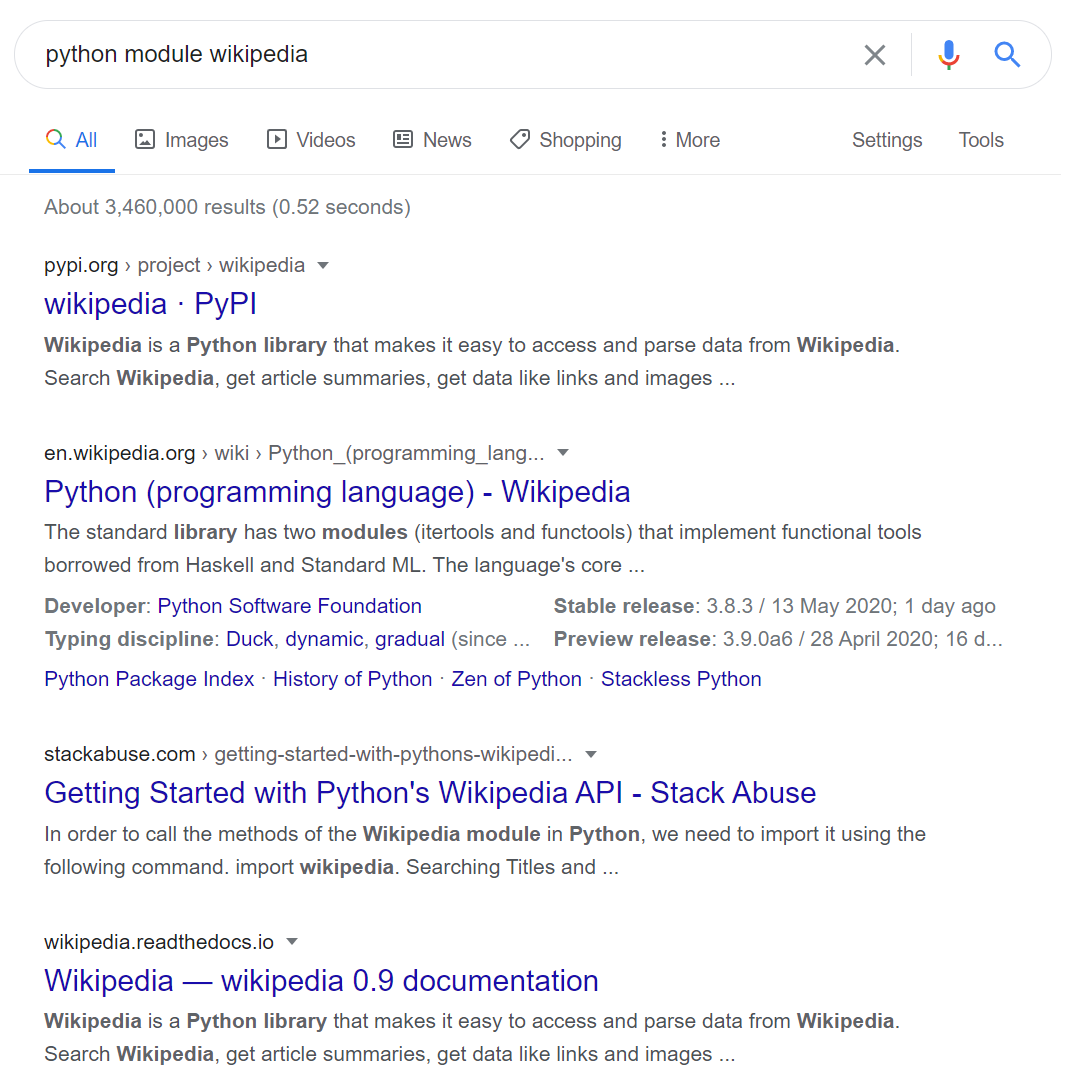 python module wikipedia
All Images Videos News Shopping More Settings Tools
About 3,460,000 results (0.52 seconds)
pypi.org › project › wikipedia
wikipedia · PyPI
Wikipedia is a Python library that makes it easy to access and parse data from Wikipedia.
Search Wikipedia, get article summaries, get data like links and images ...
en.wikipedia.org › wiki › Python_(programming_lang...
Python (programming language) - Wikipedia
The standard library has two modules (itertools and functools) that implement functional tools
borrowed from Haskell and Standard ML. The language's core ...
Developer: Python Software Foundation Stable release: 3.8.3 / 13 May 2020; 1 day ago
Typing discipline: Duck, dynamic, gradual (since ... Preview release: 3.9.0a6 / 28 April 2020; 16 d...
Python Package Index · History of Python · Zen of Python · Stackless Python
stackabuse.com › getting-started-with-pythons-wikipedi...
Getting Started with Python's Wikipedia API - Stack Abuse
In order to call the methods of the Wikipedia module in Python, we need to import it using the
following command. import wikipedia. Searching Titles and ...
wikipedia.readthedocs.io
Wikipedia — wikipedia 0.9 documentation
Wikipedia is a Python library that makes it easy to access and parse data from Wikipedia.
Search Wikipedia, get article summaries, get data like links and images ...